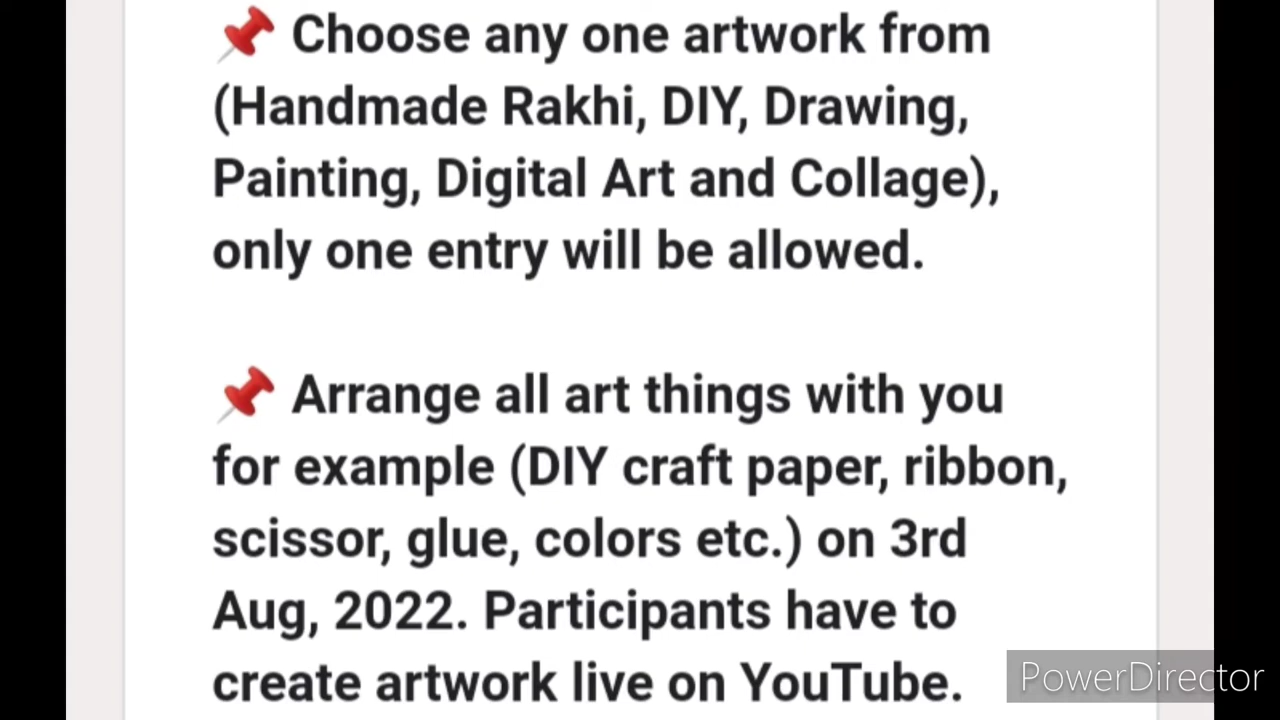 📌 Choose any one artwork from
(Handmade Rakhi, DIY, Drawing,
Painting, Digital Art and Collage),
only one entry will be allowed.
📌 Arrange all art things with you
for example (DIY craft paper, ribbon,
scissor, glue, colors etc.) on 3rd
Aug, 2022. Participants have to
create artwork live on YouTube.
PowerDirector